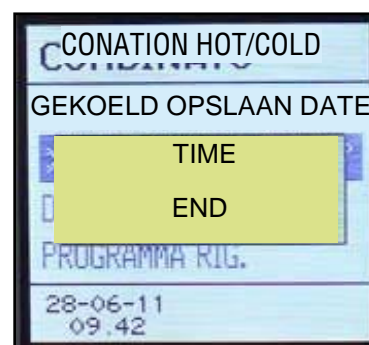 CONATION HOT/COLD
GEKOELD OPSLAAN DATE
TIME
END
PROGRAMMA RIG.
28-06-11
09.42